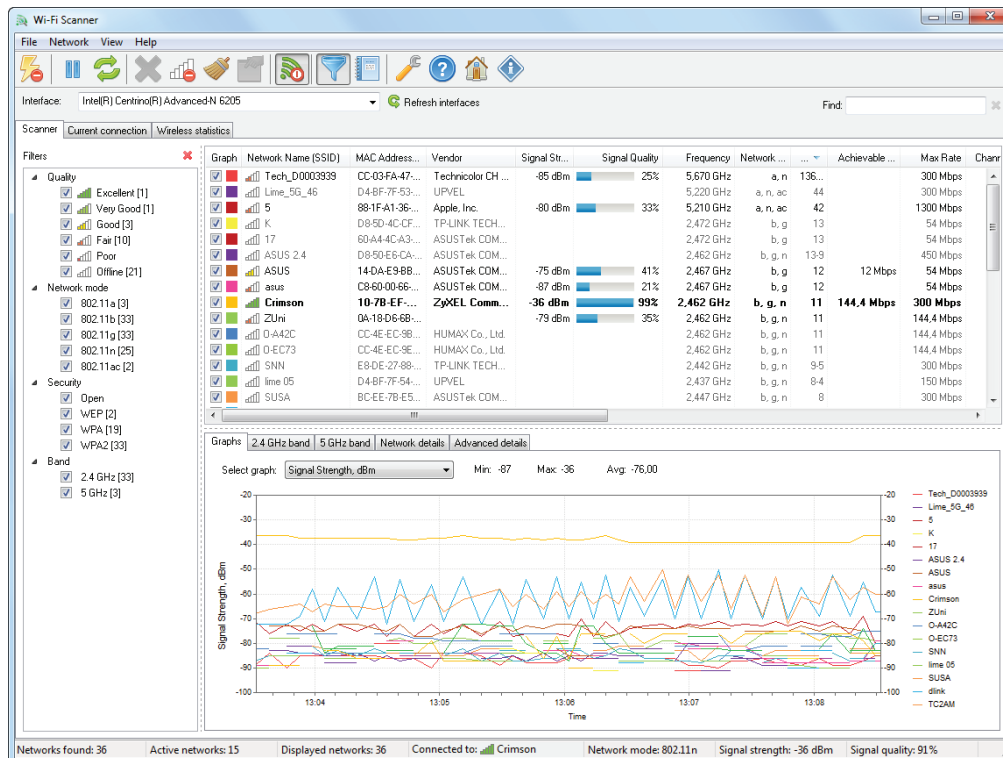 Wi-Fi Scanner
File Network View Help
Interface: Intel(R) Centrino(R) Advanced-N 6205 Refresh interfaces Find:
Scanner Current connection Wireless statistics
Filters
Quality
Excellent [1]
Very Good [1]
Good [3]
Fair [10]
Poor
Offline [21]
Network mode
802.11a [3]
802.11b [33]
802.11g [33]
802.11n [25]
802.11ac [2]
Security
Open
WEP [2]
WPA [19]
WPA2 [33]
Band
2.4 GHz [33]
5 GHz [3]
Graph Network Name (SSID) MAC Address... Vendor Signal Str... Signal Quality Frequency Network ... ... Achievable ... Max Rate Chann
Tech_D0003939 CC-03-FA-47-... Technicolor CH ... -85 dBm 25% 5,670 GHz a, n 136... 300 Mbps
Lime_5G_46 D4-BF-7F-53-... UPVEL 5,220 GHz a, n, ac 44 300 Mbps
5 88-1F-A1-36-... Apple, Inc. -80 dBm 33% 5,210 GHz a, n, ac 42 1300 Mbps
K D8-5D-4C-CF... TP-LINK TECH... 2,472 GHz b, g 13 54 Mbps
17 60-A4-4C-A3-... ASUSTek COM... 2,472 GHz b, g 13 54 Mbps
ASUS 2.4 D8-50-E6-CA-... ASUSTek COM... 2,462 GHz b, g, n 13-9 450 Mbps
ASUS 14-DA-E9-BB... ASUSTek COM... -75 dBm 41% 2,467 GHz b, g 12 12 Mbps 54 Mbps
asus C8-60-00-66-... ASUSTek COM... -87 dBm 21% 2,467 GHz b, g 12 54 Mbps
Crimson 10-7B-EF-... ZyXEL Comm... -36 dBm 99% 2,462 GHz b, g, n 11 144,4 Mbps 300 Mbps
ZUni 0A-18-D6-6B-... -79 dBm 35% 2,462 GHz b, g, n 11 144,4 Mbps
O-A42C CC-4E-EC-9B... HUMAX Co., Ltd. 2,462 GHz b, g, n 11 144,4 Mbps
O-EC73 CC-4E-EC-9E... HUMAX Co., Ltd. 2,462 GHz b, g, n 11 144,4 Mbps
SNN E8-DE-27-88-... TP-LINK TECH... 2,442 GHz b, g, n 9-5 300 Mbps
lime 05 D4-BF-7F-54-... UPVEL 2,437 GHz b, g, n 8-4 150 Mbps
SUSA BC-EE-7B-E5... ASUSTek COM... 2,447 GHz b, g, n 8 300 Mbps
Graphs 2.4 GHz band 5 GHz band Network details Advanced details
Select graph: Signal Strength, dBm Min: -87 Max: -36 Avg: -76,00
Signal Strength, dBm
-20 -20
-30 -30
-40 -40
-50 -50
-60 -60
-70 -70
-80 -80
-90 -90
-100 -100
13:04 13:05 13:06 13:07 13:08
Time
Tech_D0003939
Lime_5G_46
5
K
17
ASUS 2.4
ASUS
asus
Crimson
ZUni
O-A42C
O-EC73
SNN
lime 05
SUSA
dlink
TC2AM
Networks found: 36 Active networks: 15 Displayed networks: 36 Connected to: Crimson Network mode: 802.11n Signal strength: -36 dBm Signal quality: 91%